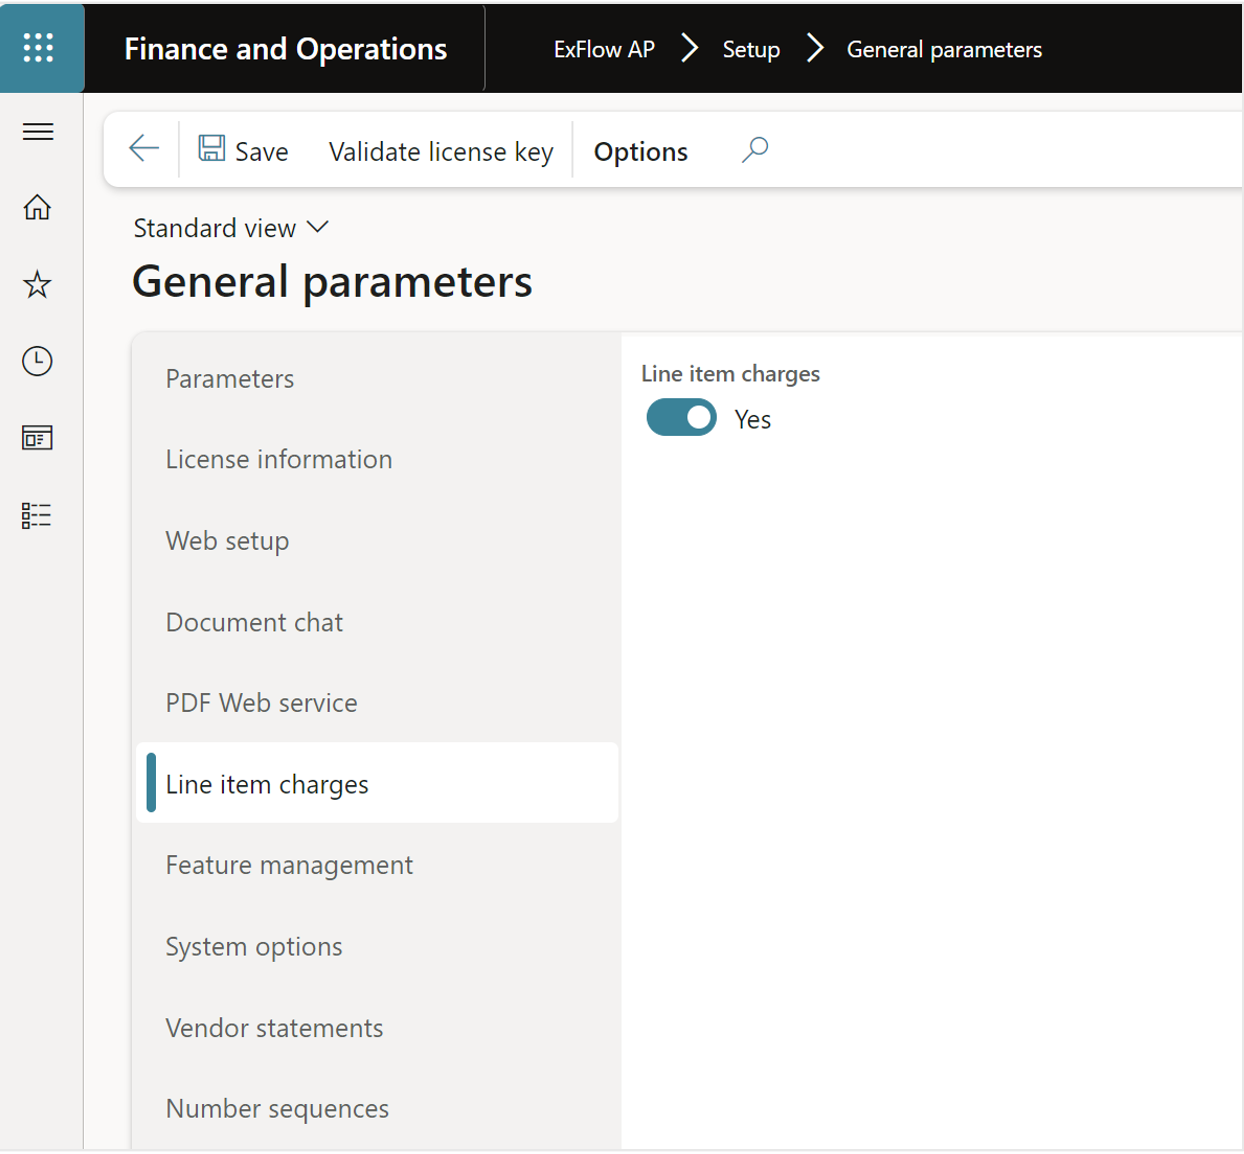 Finance and Operations
ExFlow AP
Setup
General parameters
Save
Validate license key
Options
Standard view
General parameters
Parameters
License information
Web setup
Document chat
PDF Web service
Line item charges
Feature management
System options
Vendor statements
Number sequences
Line item charges
Yes